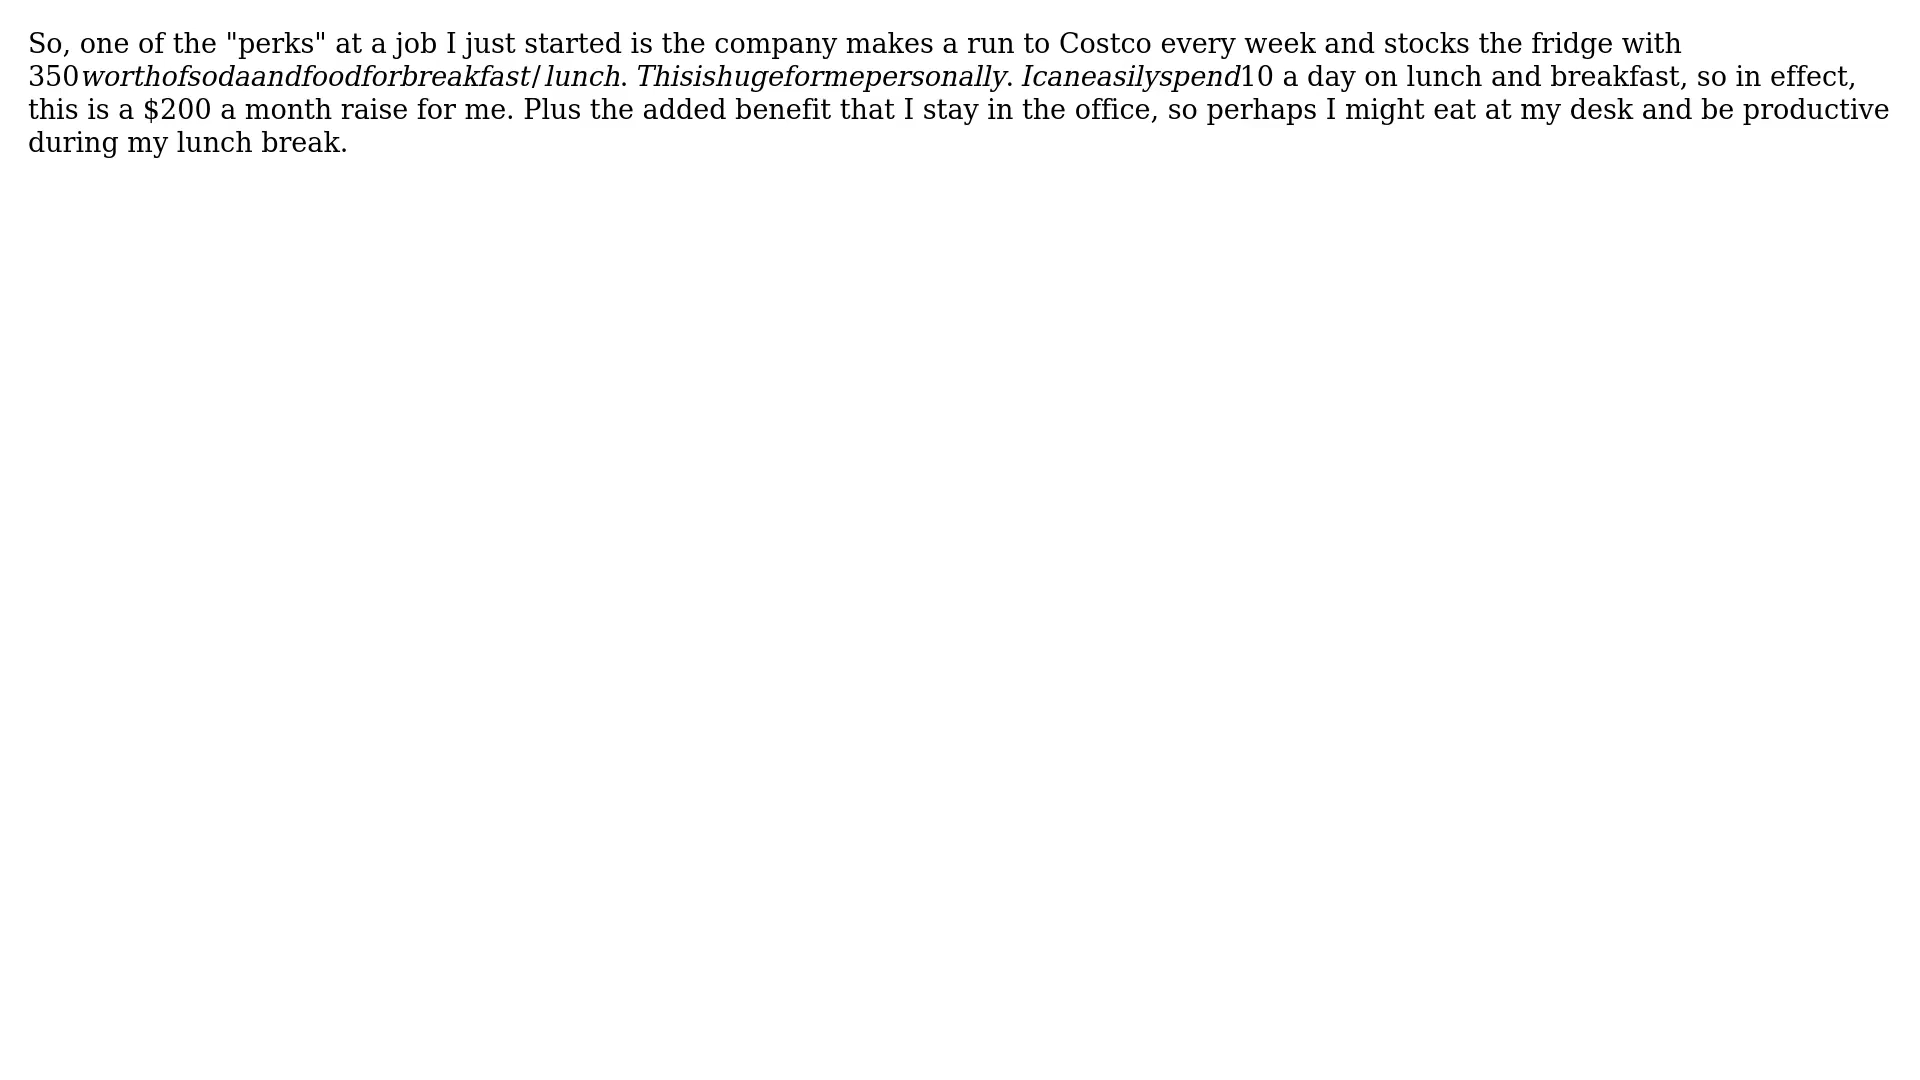 So, one of the "perks" at a job I just started is the company makes a run to Costco every week and stocks the fridge with
350worthofsodaandfoodforbreakfast/lunch. Thisishugeformepersonally. Icaneasilyspend10 a day on lunch and breakfast, so in effect,
this is a $200 a month raise for me. Plus the added benefit that I stay in the office, so perhaps I might eat at my desk and be productive
during my lunch break.